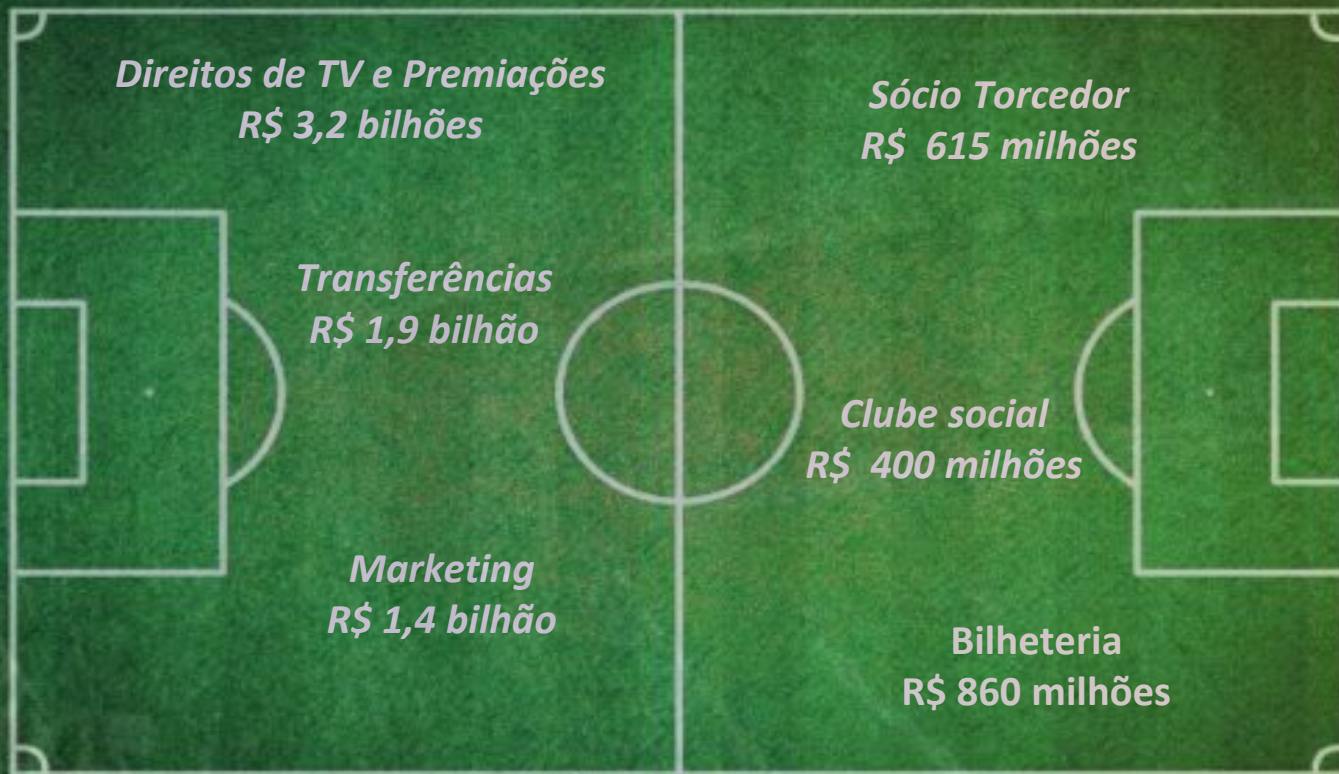 Direitos de TV e Premiações
R$ 3,2 bilhões
Transferências
R$ 1,9 bilhão
Marketing
R$ 1,4 bilhão
Sócio Torcedor
R$ 615 milhões
Clube social
R$ 400 milhões
Bilheteria
R$ 860 milhões